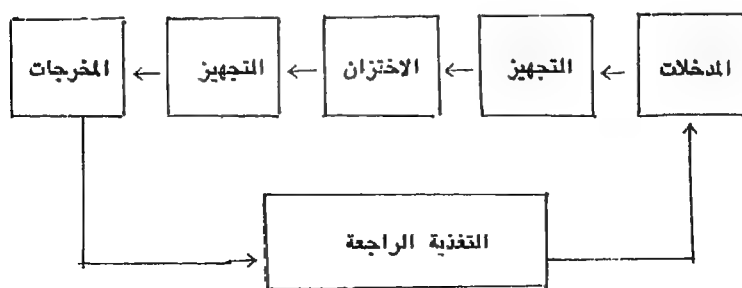 المدخلات
التجهيز
الاختزان
التجهيز
المخرجات
التغذية الراجعة